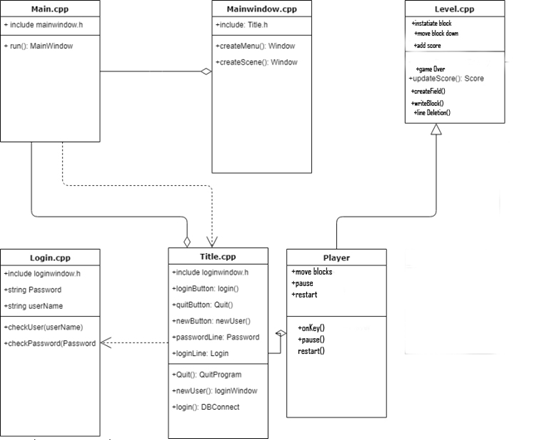 Main.cpp
+ include mainwindow.h
+ run(): MainWindow
Mainwindow.cpp
+include: Title.h
+createMenu(): Window
+createScene(): Window
Level.cpp
+instatiate block
+move block down
+add score
+game Over
+updateScore(): Score
+createField()
+writeBlock()
+line Deletion()
Login.cpp
+include loginwindow.h
+string Password
+string userName
+checkUser(userName)
+checkPassword(Password
Title.cpp
+include loginwindow.h
+loginButton: login()
+quitButton: Quit()
+newButton: newUser()
+passwordLine: Password
+loginLine: Login
+Quit(): QuitProgram
+newUser(): loginWindow
+login(): DBConnect
Player
+move blocks
+pause
+restart
+onKey()
+pause()
restart()